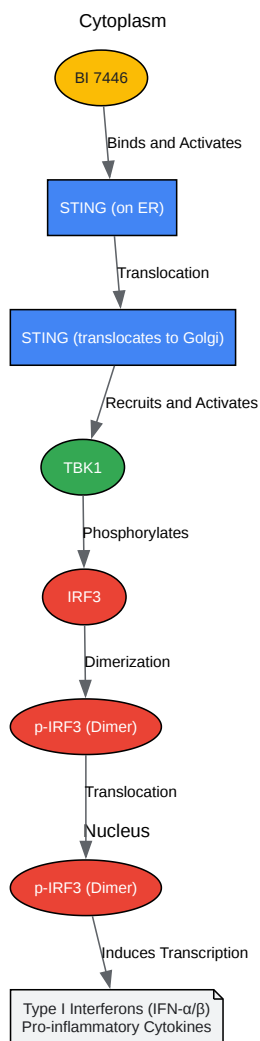 Cytoplasm
BI 7446
Binds and Activates
STING (on ER)
Translocation
STING (translocates to Golgi)
Recruits and Activates
TBK1
Phosphorylates
IRF3
Dimerization
p-IRF3 (Dimer)
Translocation
Nucleus
p-IRF3 (Dimer)
Induces Transcription
Type I Interferons (IFN-α/β)
Pro-inflammatory Cytokines